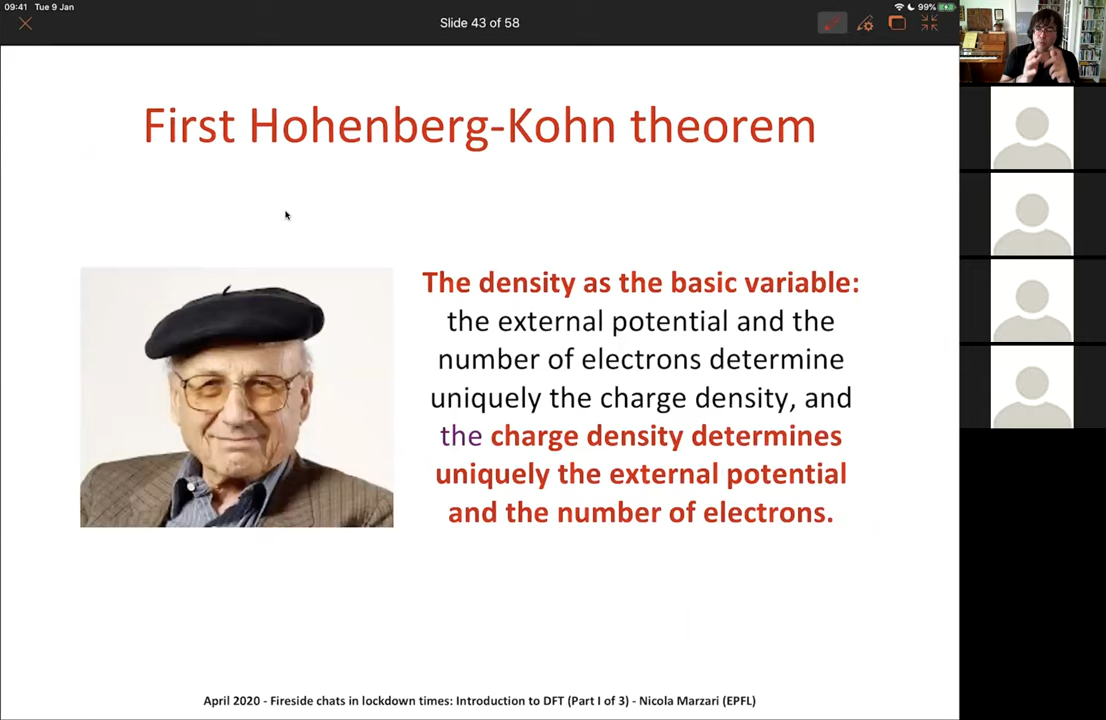 09:41 Tue 9 Jan
99%
Slide 43 of 58
First Hohenberg-Kohn theorem
The density as the basic variable:
the external potential and the
number of electrons determine
uniquely the charge density, and
the charge density determines
uniquely the external potential
and the number of electrons.
April 2020 - Fireside chats in lockdown times: Introduction to DFT (Part I of 3) - Nicola Marzari (EPFL)